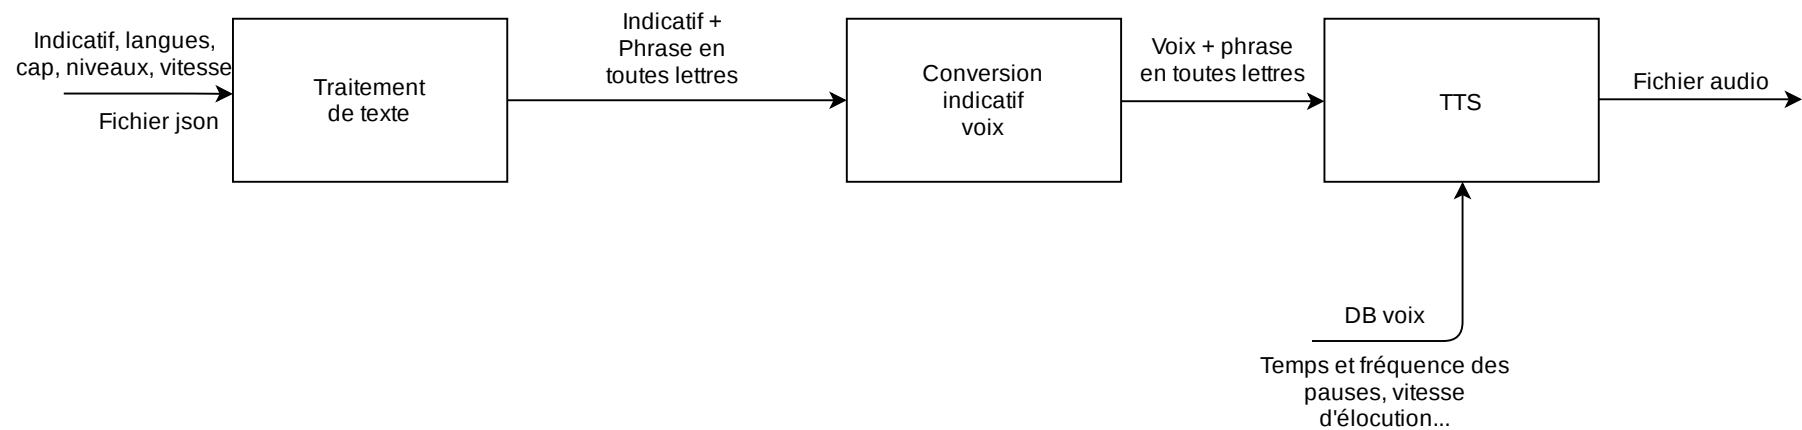 Indicatif, langues,
cap, niveaux, vitesse
Fichier json
Traitement
de texte
Indicatif +
Phrase en
toutes lettres
Conversion
indicatif
voix
Voix + phrase
en toutes lettres
TTS
Fichier audio
DB voix
Temps et fréquence des
pauses, vitesse
d'élocution...